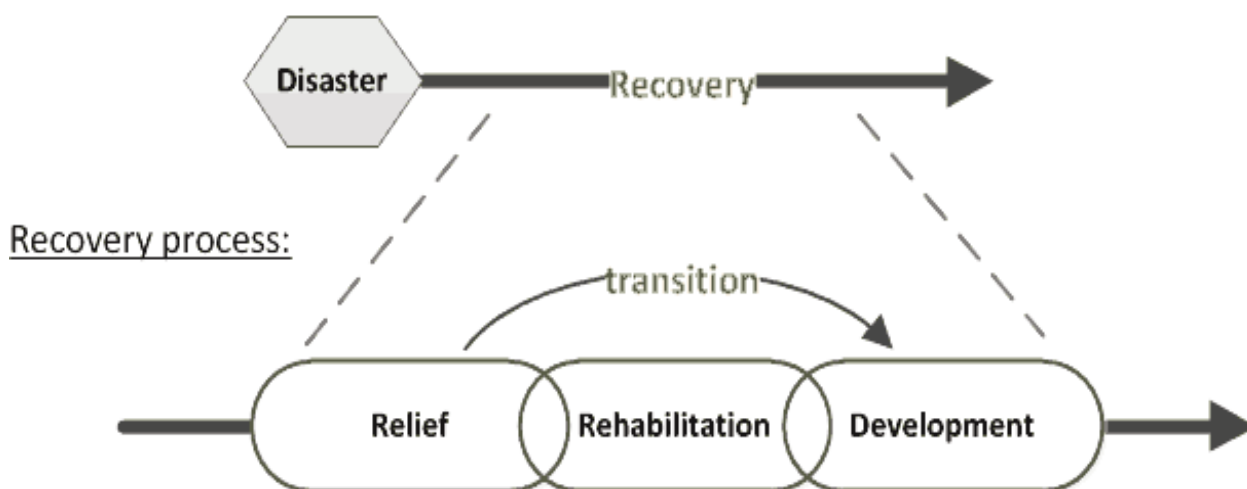 Disaster
Recovery
Recovery process:
transition
Relief
Rehabilitation
Development